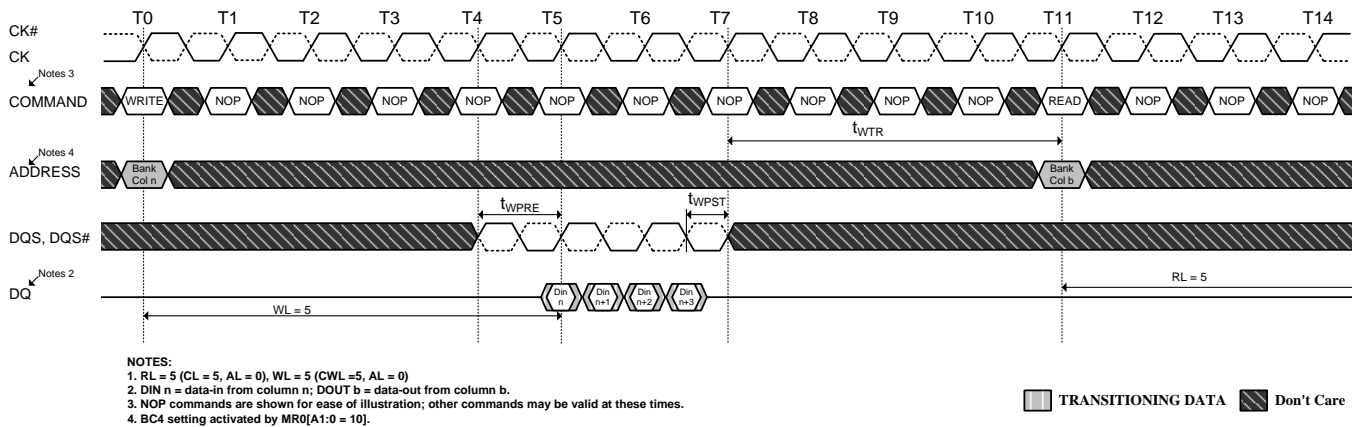 T0 T1 T2 T3 T4 T5 T6 T7 T8 T9 T10 T11 T12 T13 T14
CK#
CK
Notes 3
COMMAND WRITE NOP NOP NOP NOP NOP NOP NOP NOP NOP NOP READ NOP NOP NOP
tWTR
Notes 4
ADDRESS Bank Col n Bank Col b
tWPRE tWPST
DQS, DQS#
Notes 2
DQ Din n Din n+1 Din n+2 Din n+3
RL = 5
WL = 5
NOTES:
1. RL = 5 (CL = 5, AL = 0), WL = 5 (CWL =5, AL = 0)
2. DIN n = data-in from column n; DOUT b = data-out from column b.
3. NOP commands are shown for ease of illustration; other commands may be valid at these times.
4. BC4 setting activated by MR0[A1:0 = 10].
TRANSITIONING DATA Don't Care